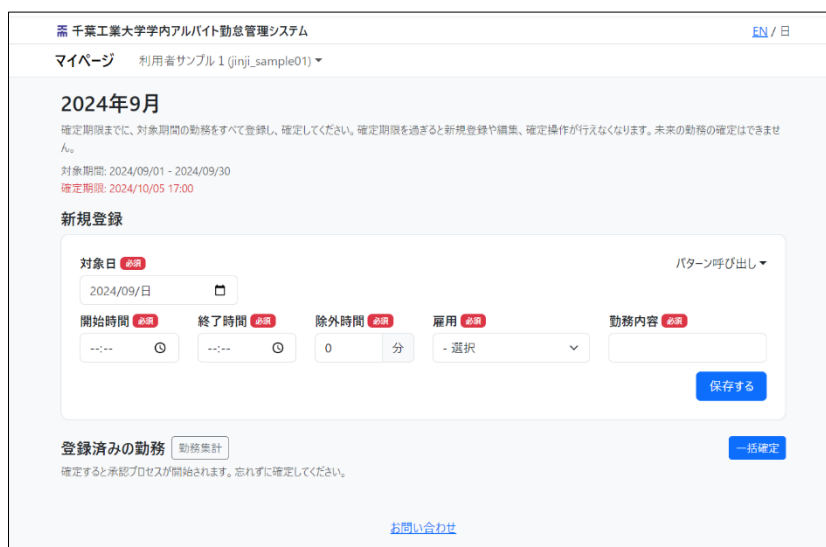 千葉工業大学学内アルバイト勤怠管理システム
EN / 日
マイページ 利用者サンプル 1 (jinji_sample01)
2024年9月
確定期限までに、対象期間の勤務をすべて登録し、確定してください。確定期限を過ぎると新規登録や編集、確定操作が行えなくなります。未来の勤務の確定はできませ
ん。
対象期間: 2024/09/01 - 2024/09/30
確定期限: 2024/10/05 17:00
新規登録
対象日 必須
パターン呼び出し
2024/09/日
開始時間 必須 終了時間 必須 除外時間 必須 雇用 必須 勤務内容 必須
--:-- --:-- 0 分 - 選択
保存する
登録済みの勤務 勤務集計 一括確定
確定すると承認プロセスが開始されます。忘れずに確定してください。
お問い合わせ